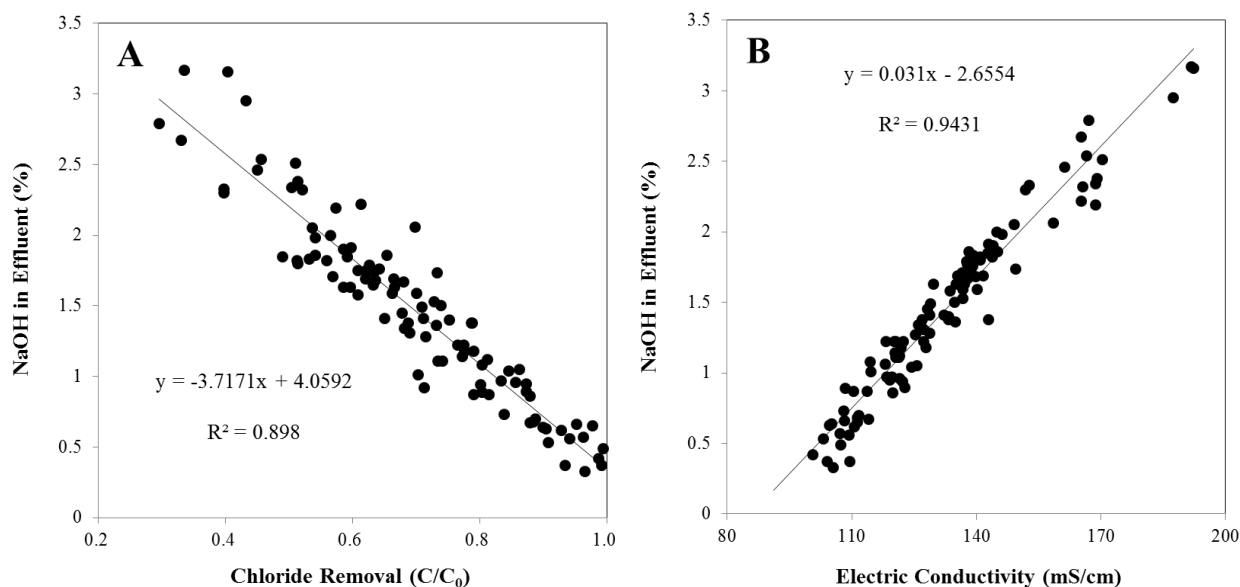 A
3.5
3
2.5
2
1.5
1
0.5
0
NaOH in Effluent (%)
y = -3.7171x + 4.0592
R² = 0.898
0.2 0.4 0.6 0.8 1.0
Chloride Removal (C/C₀)
B
3.5
3
2.5
2
1.5
1
0.5
0
NaOH in Effluent (%)
y = 0.031x - 2.6554
R² = 0.9431
80 110 140 170 200
Electric Conductivity (mS/cm)